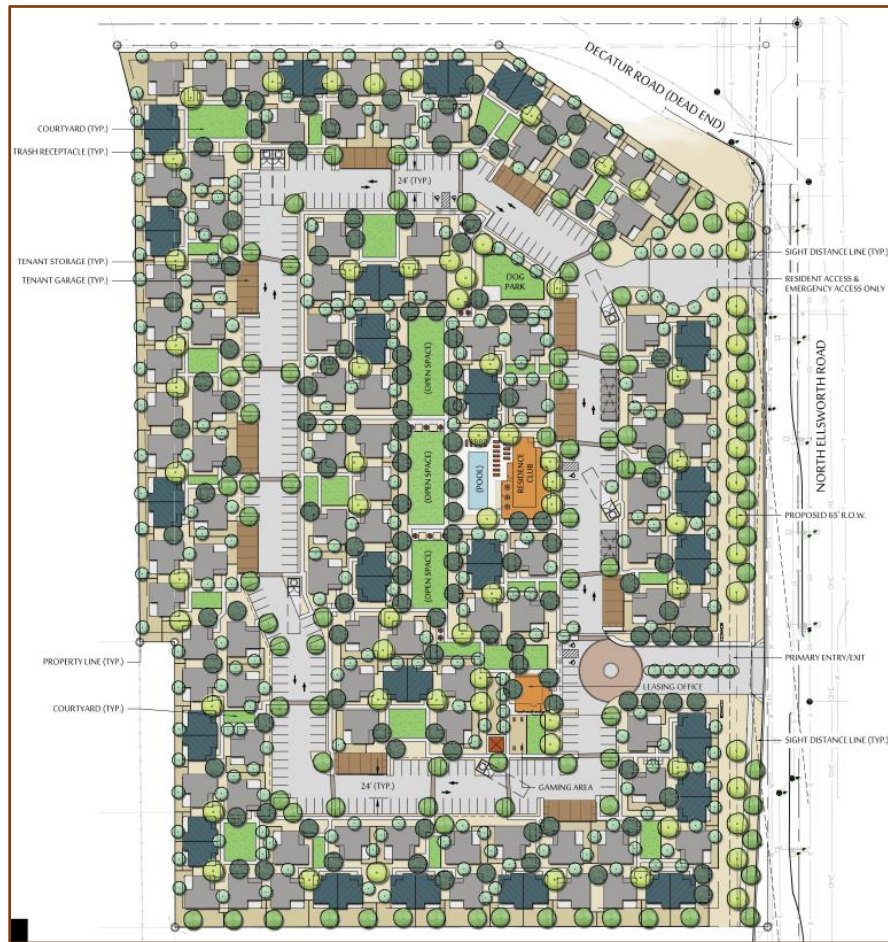 DECATUR ROAD (DEAD END)
COURTYARD (TYP.)
TRASH RECEPTACLE (TYP.)
24' (TYP.)
TENANT STORAGE (TYP.)
TENANT GARAGE (TYP.)
DOG
PARK
SIGHT DISTANCE LINE (TYP.)
RESIDENT ACCESS &
EMERGENCY ACCESS ONLY
NORTH ELLSWORTH ROAD
(OPEN SPACE)
(OPEN SPACE)
(POOL)
RESIDENCE
CLUB
PROPOSED 65' R.O.W.
(OPEN SPACE)
PROPERTY LINE (TYP.)
PRIMARY ENTRY/EXIT
LEASING OFFICE
COURTYARD (TYP.)
SIGHT DISTANCE LINE (TYP.)
24' (TYP.)
GAMING AREA